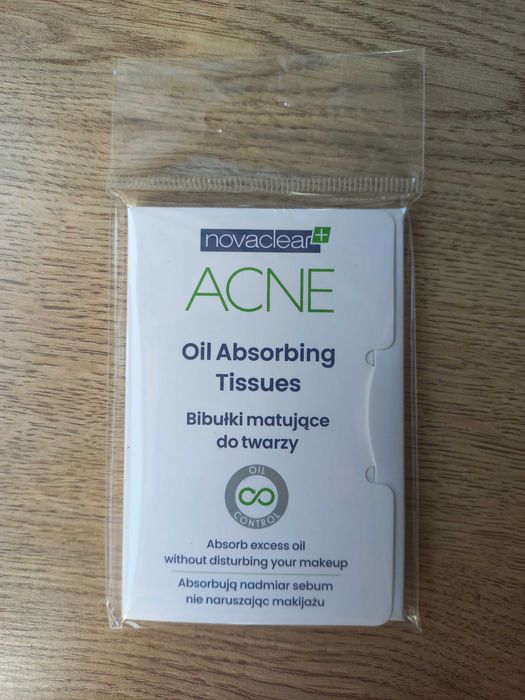 novaclear+
ACNE
Oil Absorbing
Tissues
Bibułki matujące
do twarzy
OIL
CONTROL
Absorb excess oil
without disturbing your makeup
Absorbują nadmiar sebum
nie naruszając makijażu